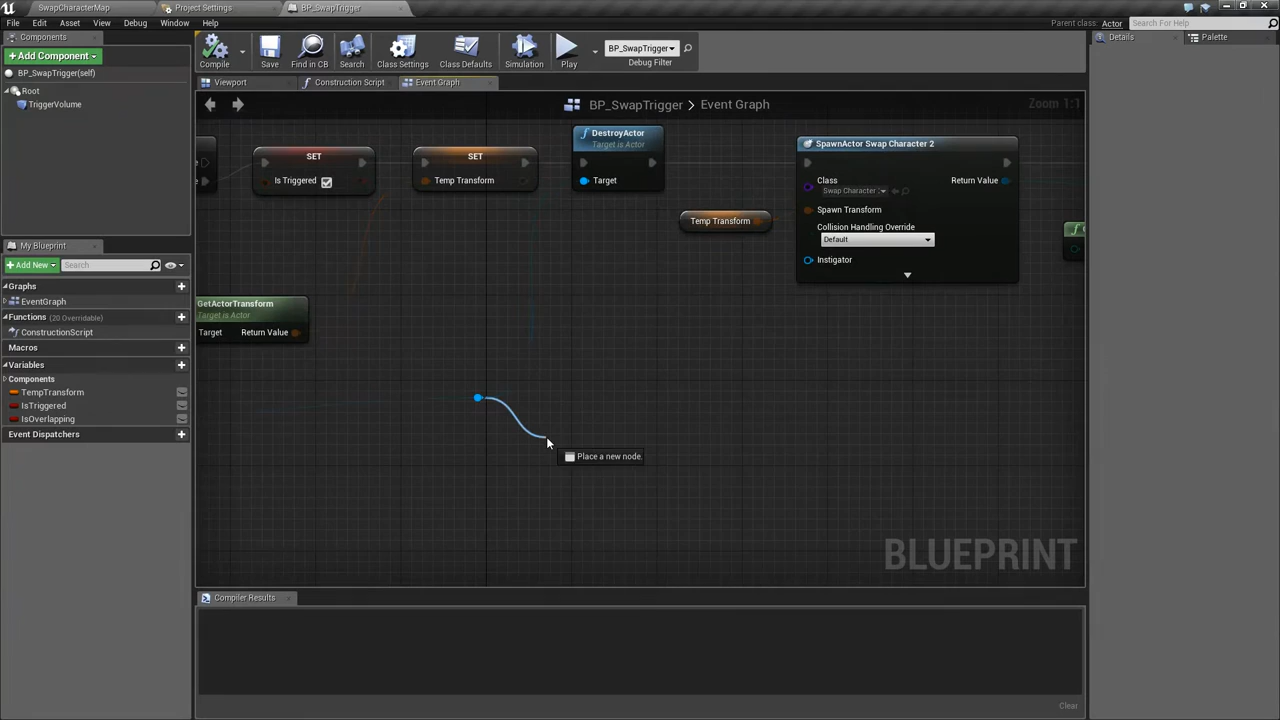 SwapCharacterMap
Project Settings
BP_SwapTrigger
File
Edit
Asset
View
Debug
Window
Help
Parent class: Actor
Search For Help
Components
Details
Palette
+Add Component
BP_SwapTrigger(self)
Root
TriggerVolume
Compile
Save
Find in CB
Search
Class Settings
Class Defaults
Simulation
Play
BP_SwapTrigger
Debug Filter
Viewport
Construction Script
Event Graph
BP_SwapTrigger > Event Graph
Zoom 1:1
SET
Is Triggered
SET
Temp Transform
DestroyActor
Target is Actor
Target
Temp Transform
SpawnActor Swap Character 2
Class
Swap Character
Return Value
Spawn Transform
Collision Handling Override
Default
Instigator
GetActorTransform
Target is Actor
Target
Return Value
Place a new node.
BLUEPRINT
My Blueprint
+Add New
Search
Graphs
EventGraph
Functions (20 Overridable)
ConstructionScript
Macros
Variables
Components
TempTransform
IsTriggered
IsOverlapping
Event Dispatchers
Compiler Results
Clear